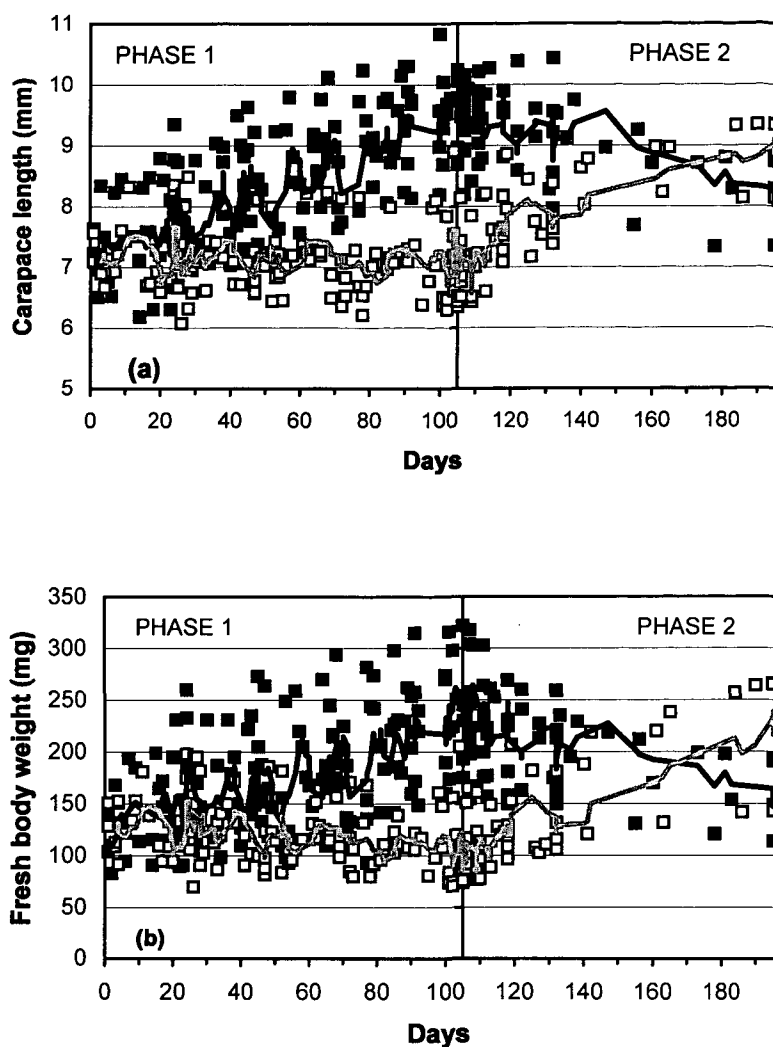 11
10
9
8
7
6
5
Carapace length (mm)
PHASE 1
PHASE 2
(a)
0 20 40 60 80 100 120 140 160 180
Days
350
300
250
200
150
100
50
0
Fresh body weight (mg)
PHASE 1
PHASE 2
(b)
0 20 40 60 80 100 120 140 160 180
Days